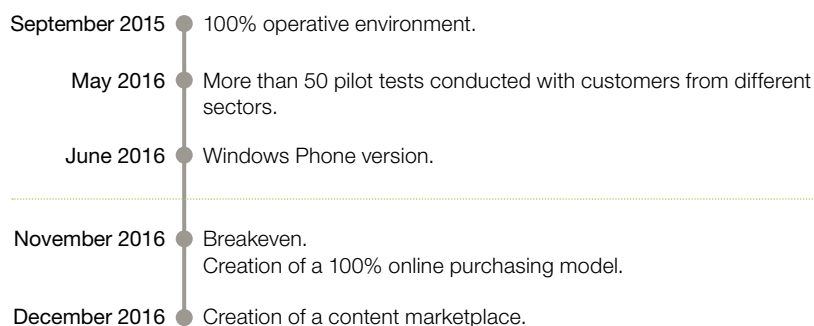 September 2015 100% operative environment.
May 2016 More than 50 pilot tests conducted with customers from different
sectors.
June 2016 Windows Phone version.
November 2016 Breakeven.
Creation of a 100% online purchasing model.
December 2016 Creation of a content marketplace.